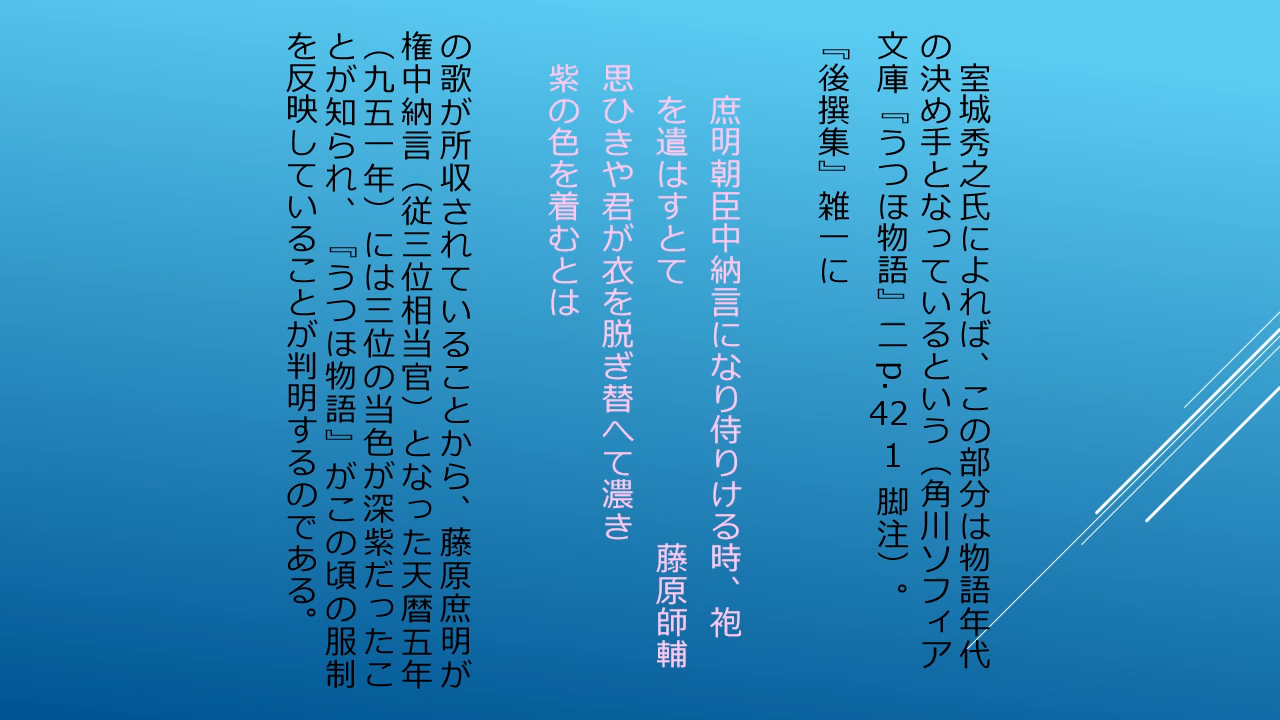 室城秀之氏によれば、この部分は物語年代
の決め手となっているという（角川ソフィア
文庫『うつほ物語』二p.421脚注）。
『後撰集』雑一に
庶明朝臣中納言になり侍りける時、袍
を遣はすとて　藤原師輔
思ひきや君が衣を脱ぎ替へて濃き
紫の色を着むとは
の歌が所収されていることから、藤原庶明が
権中納言（従三位相当官）となった天暦五年
（九五一年）には三位の当色が深紫だったこ
とが知られ、『うつほ物語』がこの頃の服制
を反映していることが判明するのである。